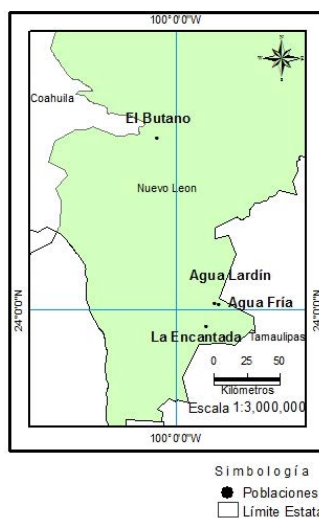 100°0'0"W
Coahuila
El Butano
Nuevo Leon
Agua Lardín
Agua Fría
24°0'0"N
24°0'0"N
La Encantada
Tamaulipas
0 25 50
Kilómetros
Escala 1:3,000,000
100°0'0"W
Simbología
Poblaciones
Límite Estata